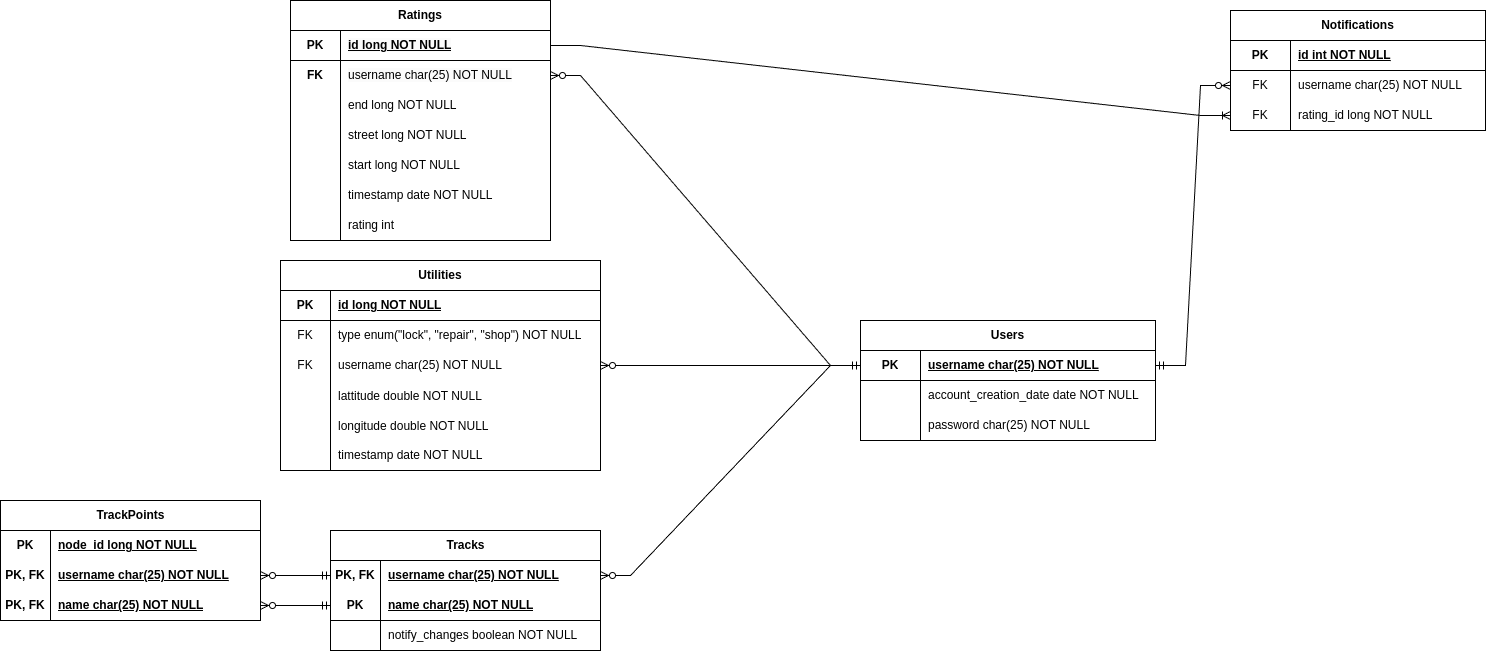 Ratings
PK id long NOT NULL
FK username char(25) NOT NULL
end long NOT NULL
street long NOT NULL
start long NOT NULL
timestamp date NOT NULL
rating int
Notifications
PK id int NOT NULL
FK username char(25) NOT NULL
FK rating_id long NOT NULL
Utilities
PK id long NOT NULL
FK type enum("lock", "repair", "shop") NOT NULL
FK username char(25) NOT NULL
lattitude double NOT NULL
longitude double NOT NULL
timestamp date NOT NULL
Users
PK username char(25) NOT NULL
account_creation_date date NOT NULL
password char(25) NOT NULL
TrackPoints
PK node_id long NOT NULL
PK, FK username char(25) NOT NULL
PK, FK name char(25) NOT NULL
Tracks
PK, FK username char(25) NOT NULL
PK name char(25) NOT NULL
notify_changes boolean NOT NULL